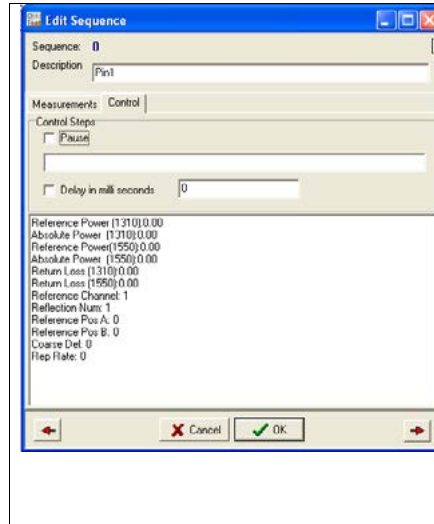 Edit Sequence
Sequence: 0
Description Pin1
Measurements Control
Control Steps
Pause
Delay in milli seconds 0
Reference Power (1310):0.00
Absolute Power (1310):0.00
Reference Power(1550):0.00
Absolute Power (1550):0.00
Return Loss (1310):0.00
Return Loss (1550):0.00
Reference Channel: 1
Reflection Num: 1
Reference Pos A: 0
Reference Pos B: 0
Coarse Del: 0
Rep Rate: 0
Cancel OK